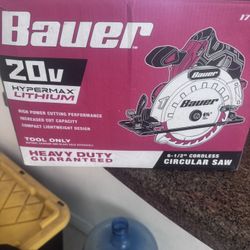 Bauer
17
20V
HYPERMAX
LITHIUM
HIGH POWER CUTTING PERFORMANCE
INCREASED CUT CAPACITY
COMPACT LIGHTWEIGHT DESIGN
Bauer
TOOL ONLY
HEAVY DUTY
GUARANTEED
6-1/2" CORDLESS
CIRCULAR SAW